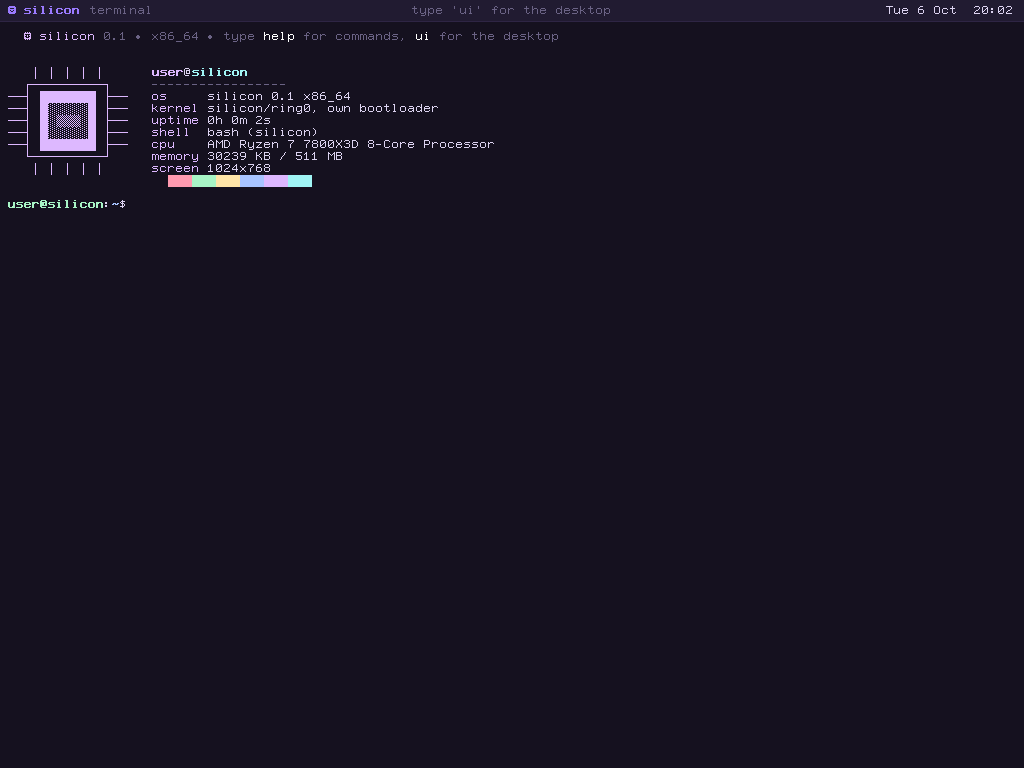 silicon terminal type 'ui' for the desktop Tue 6 Oct 20:02
silicon 0.1 • x86_64 • type help for commands, ui for the desktop
user@silicon
-----------------
os silicon 0.1 x86_64
kernel silicon/ring0, own bootloader
uptime 0h 0m 2s
shell bash (silicon)
cpu AMD Ryzen 7 7800X3D 8-Core Processor
memory 30239 KB / 511 MB
screen 1024x768
user@silicon:~$